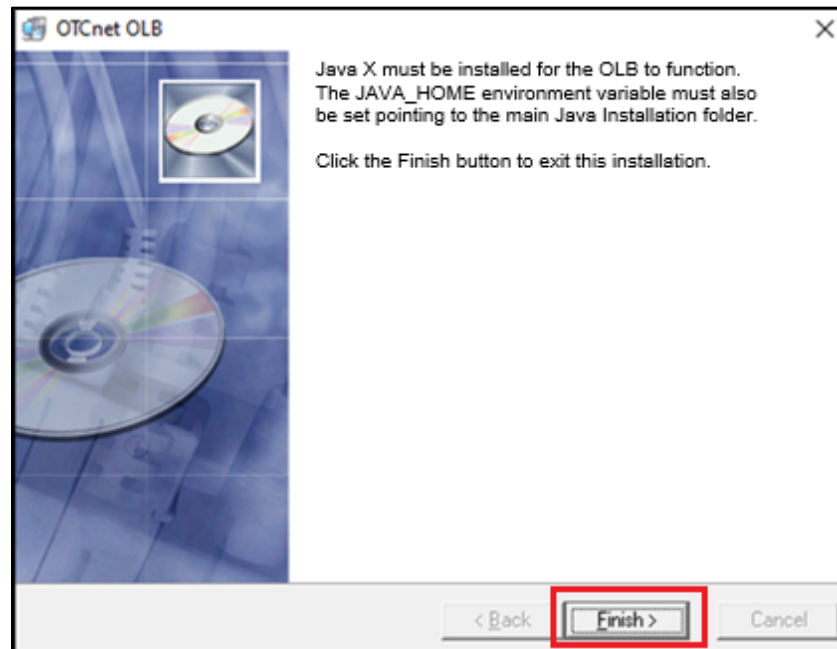 OTCnet OLB
Java X must be installed for the OLB to function.
The JAVA_HOME environment variable must also
be set pointing to the main Java Installation folder.
Click the Finish button to exit this installation.
< Back
Finish >
Cancel